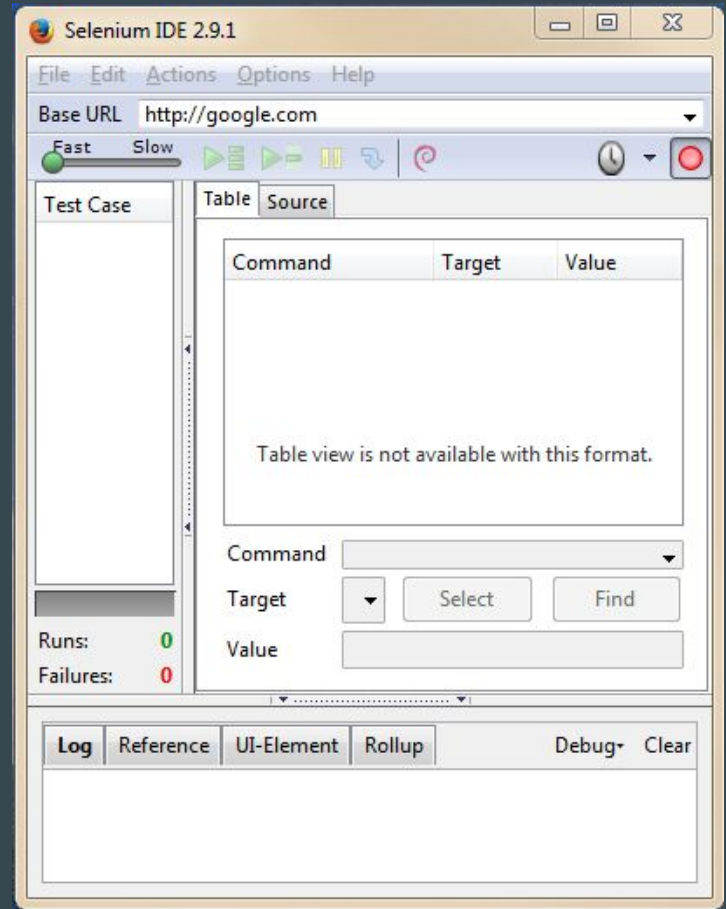 Selenium IDE 2.9.1
File Edit Actions Options Help
Base URL http://google.com
Fast Slow
Test Case
Table Source
Command Target Value
Table view is not available with this format.
Command
Target Select Find
Value
Runs: 0
Failures: 0
Log Reference UI-Element Rollup Debug Clear